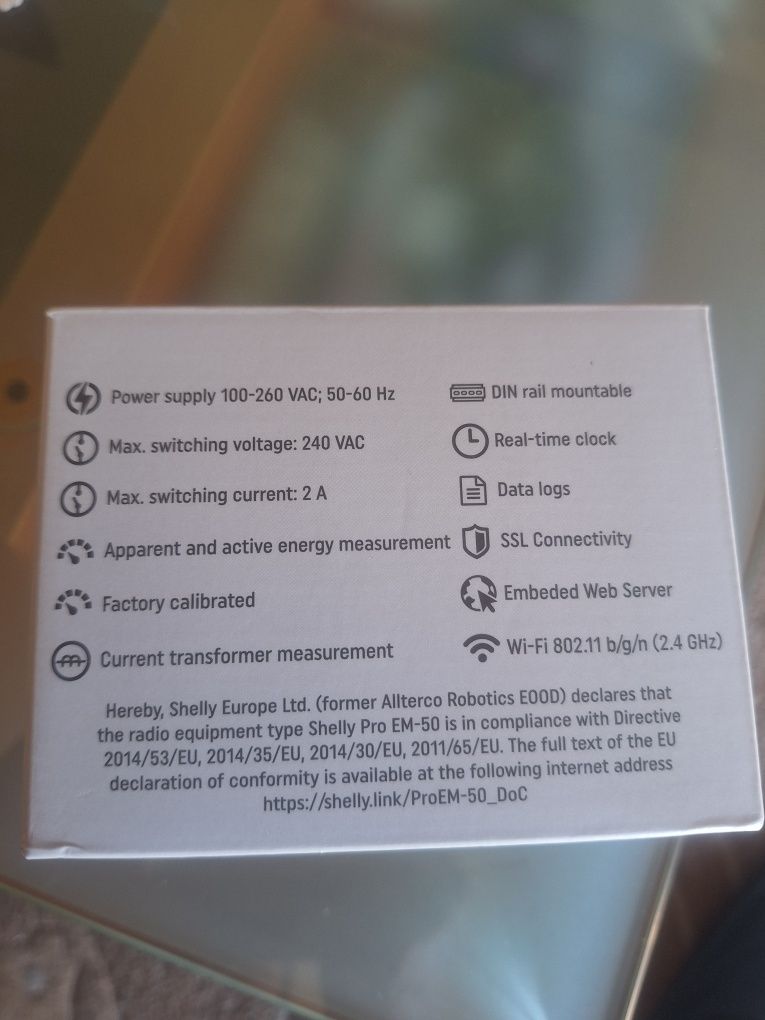 Power supply 100-260 VAC; 50-60 Hz
Max. switching voltage: 240 VAC
Max. switching current: 2 A
Apparent and active energy measurement
Factory calibrated
Current transformer measurement
DIN rail mountable
Real-time clock
Data logs
SSL Connectivity
Embeded Web Server
Wi-Fi 802.11 b/g/n (2.4 GHz)
Hereby, Shelly Europe Ltd. (former Allterco Robotics EOOD) declares that
the radio equipment type Shelly Pro EM-50 is in compliance with Directive
2014/53/EU, 2014/35/EU, 2014/30/EU, 2011/65/EU. The full text of the EU
declaration of conformity is available at the following internet address
https://shelly.link/ProEM-50_DoC